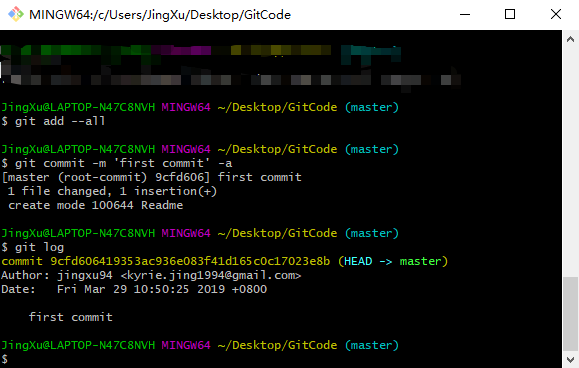 MINGW64:/c/Users/JingXu/Desktop/GitCode
JingXu@LAPTOP-N47C8NVH MINGW64 ~/Desktop/GitCode (master)
$ git add --all
JingXu@LAPTOP-N47C8NVH MINGW64 ~/Desktop/GitCode (master)
$ git commit -m 'first commit' -a
[master (root-commit) 9cfd606] first commit
1 file changed, 1 insertion(+)
create mode 100644 Readme
JingXu@LAPTOP-N47C8NVH MINGW64 ~/Desktop/GitCode (master)
$ git log
commit 9cfd606419353ac936e083f41d165c0c17023e8b (HEAD -> master)
Author: jingxu94 <kyrie.jing1994@gmail.com>
Date:   Fri Mar 29 10:50:25 2019 +0800
first commit
JingXu@LAPTOP-N47C8NVH MINGW64 ~/Desktop/GitCode (master)
$